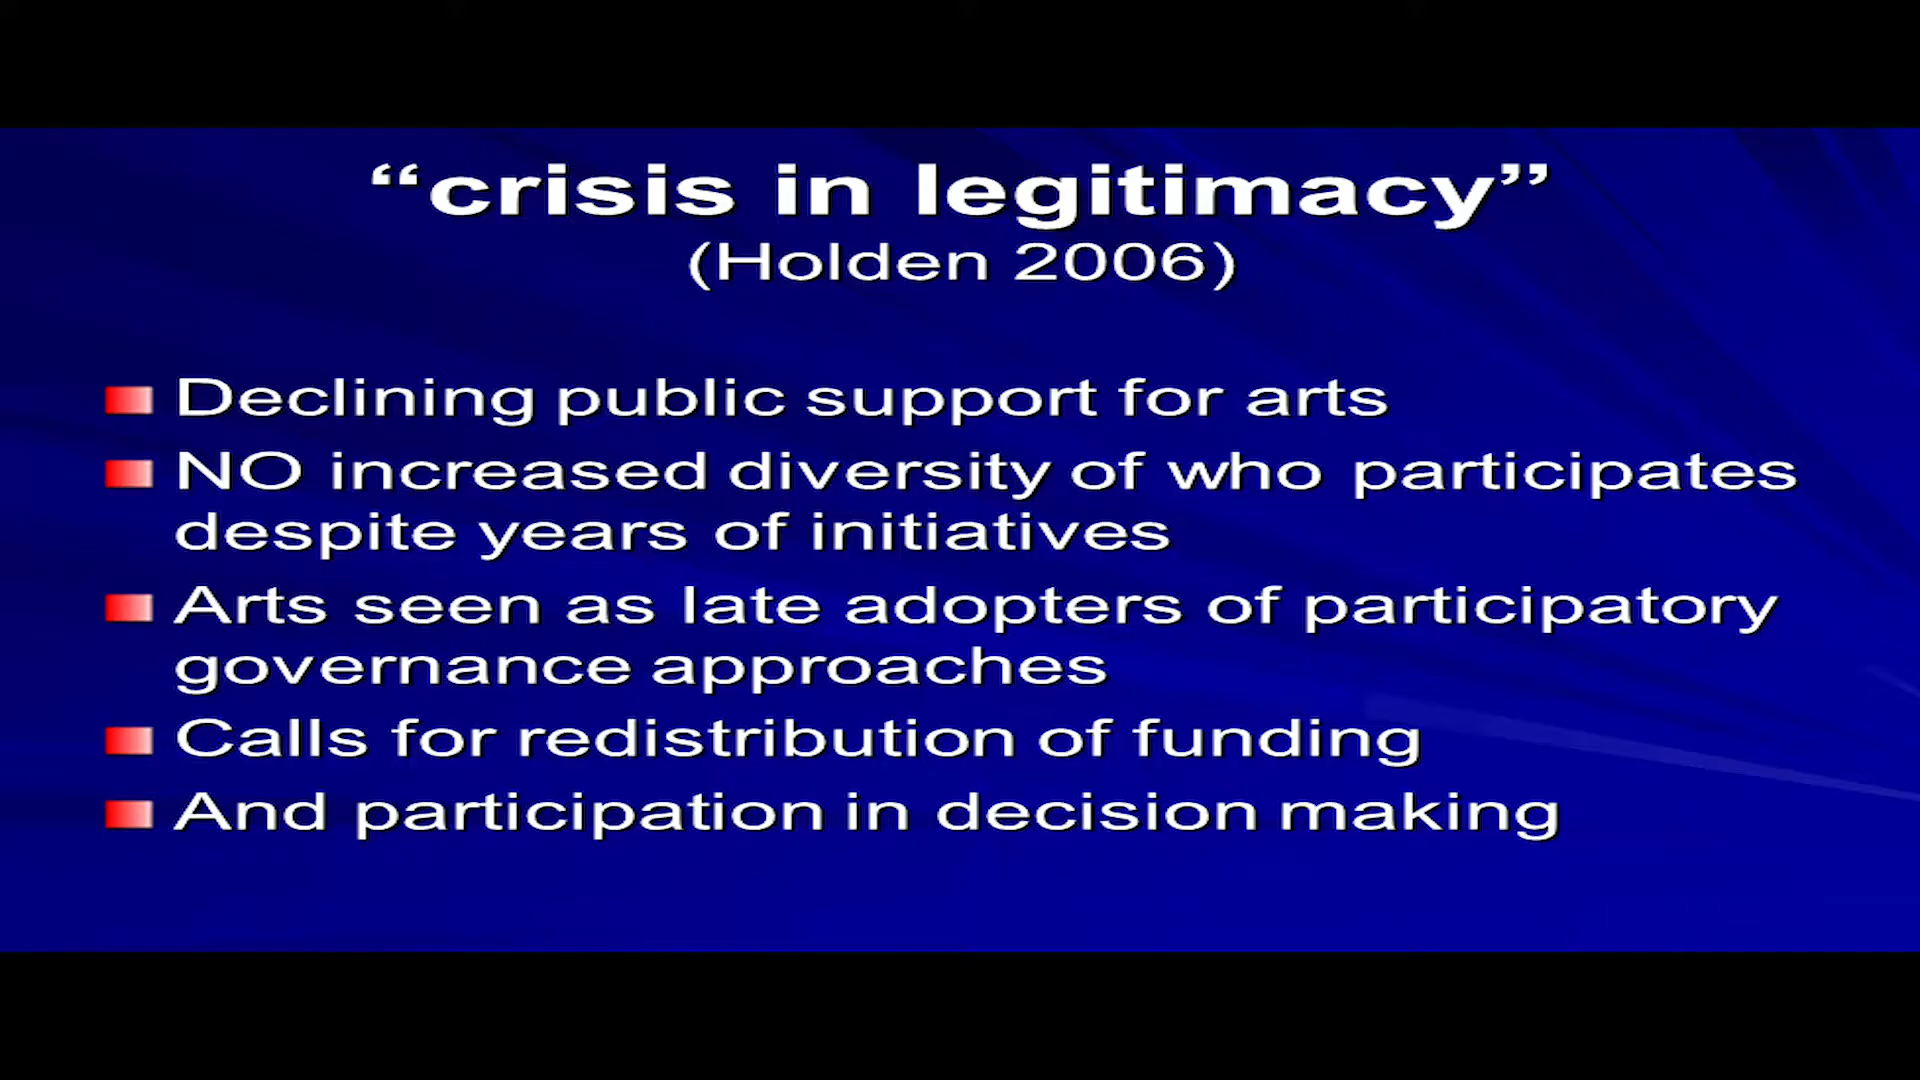 “crisis in legitimacy”
(Holden 2006)
Declining public support for arts
NO increased diversity of who participates
despite years of initiatives
Arts seen as late adopters of participatory
governance approaches
Calls for redistribution of funding
And participation in decision making